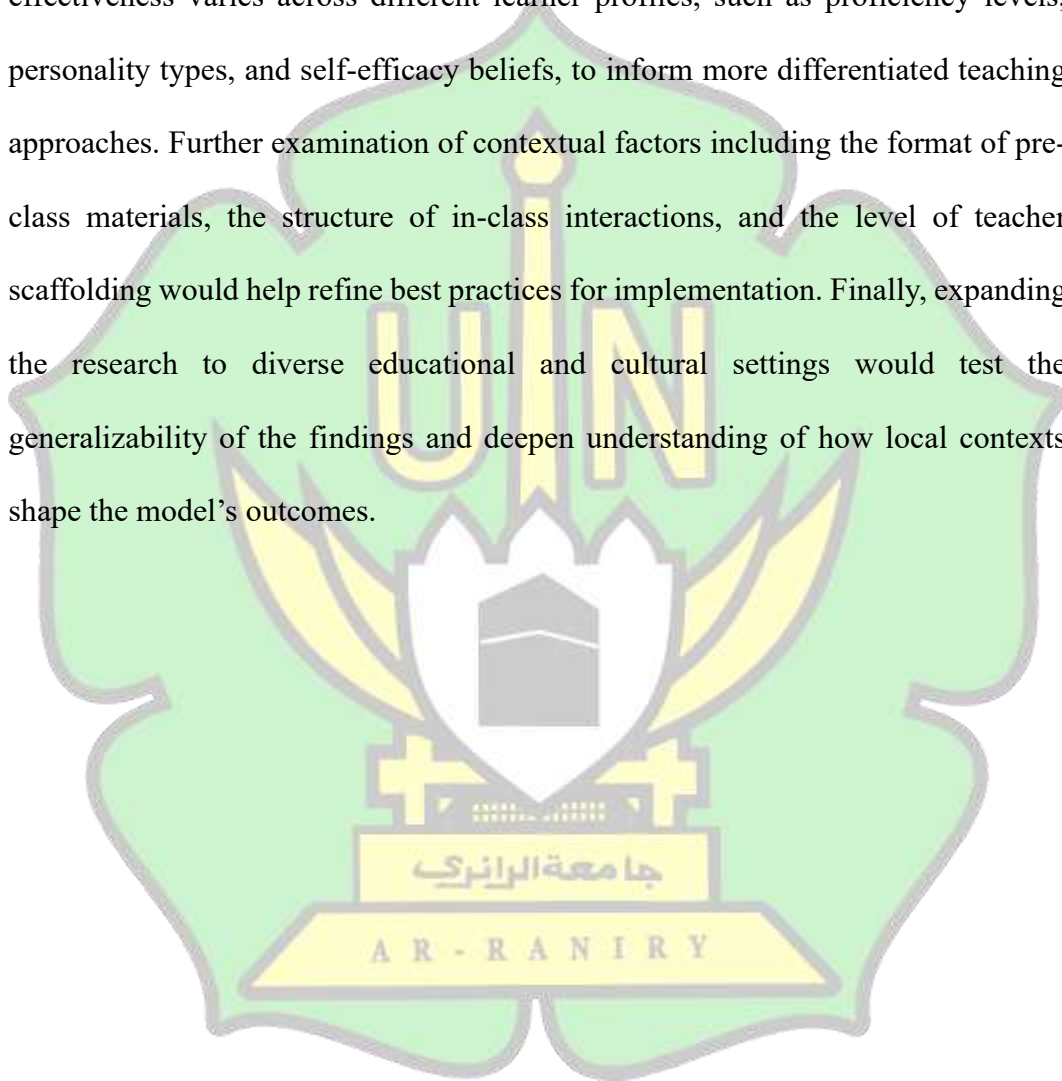 effectiveness varies across different learner profiles, such as proficiency levels,
personality types, and self-efficacy beliefs, to inform more differentiated teaching
approaches. Further examination of contextual factors including the format of pre-
class materials, the structure of in-class interactions, and the level of teacher
scaffolding would help refine best practices for implementation. Finally, expanding
the research to diverse educational and cultural settings would test the
generalizability of the findings and deepen understanding of how local contexts
shape the model’s outcomes.
UIN
جامعة الرانري
AR-RANIRY